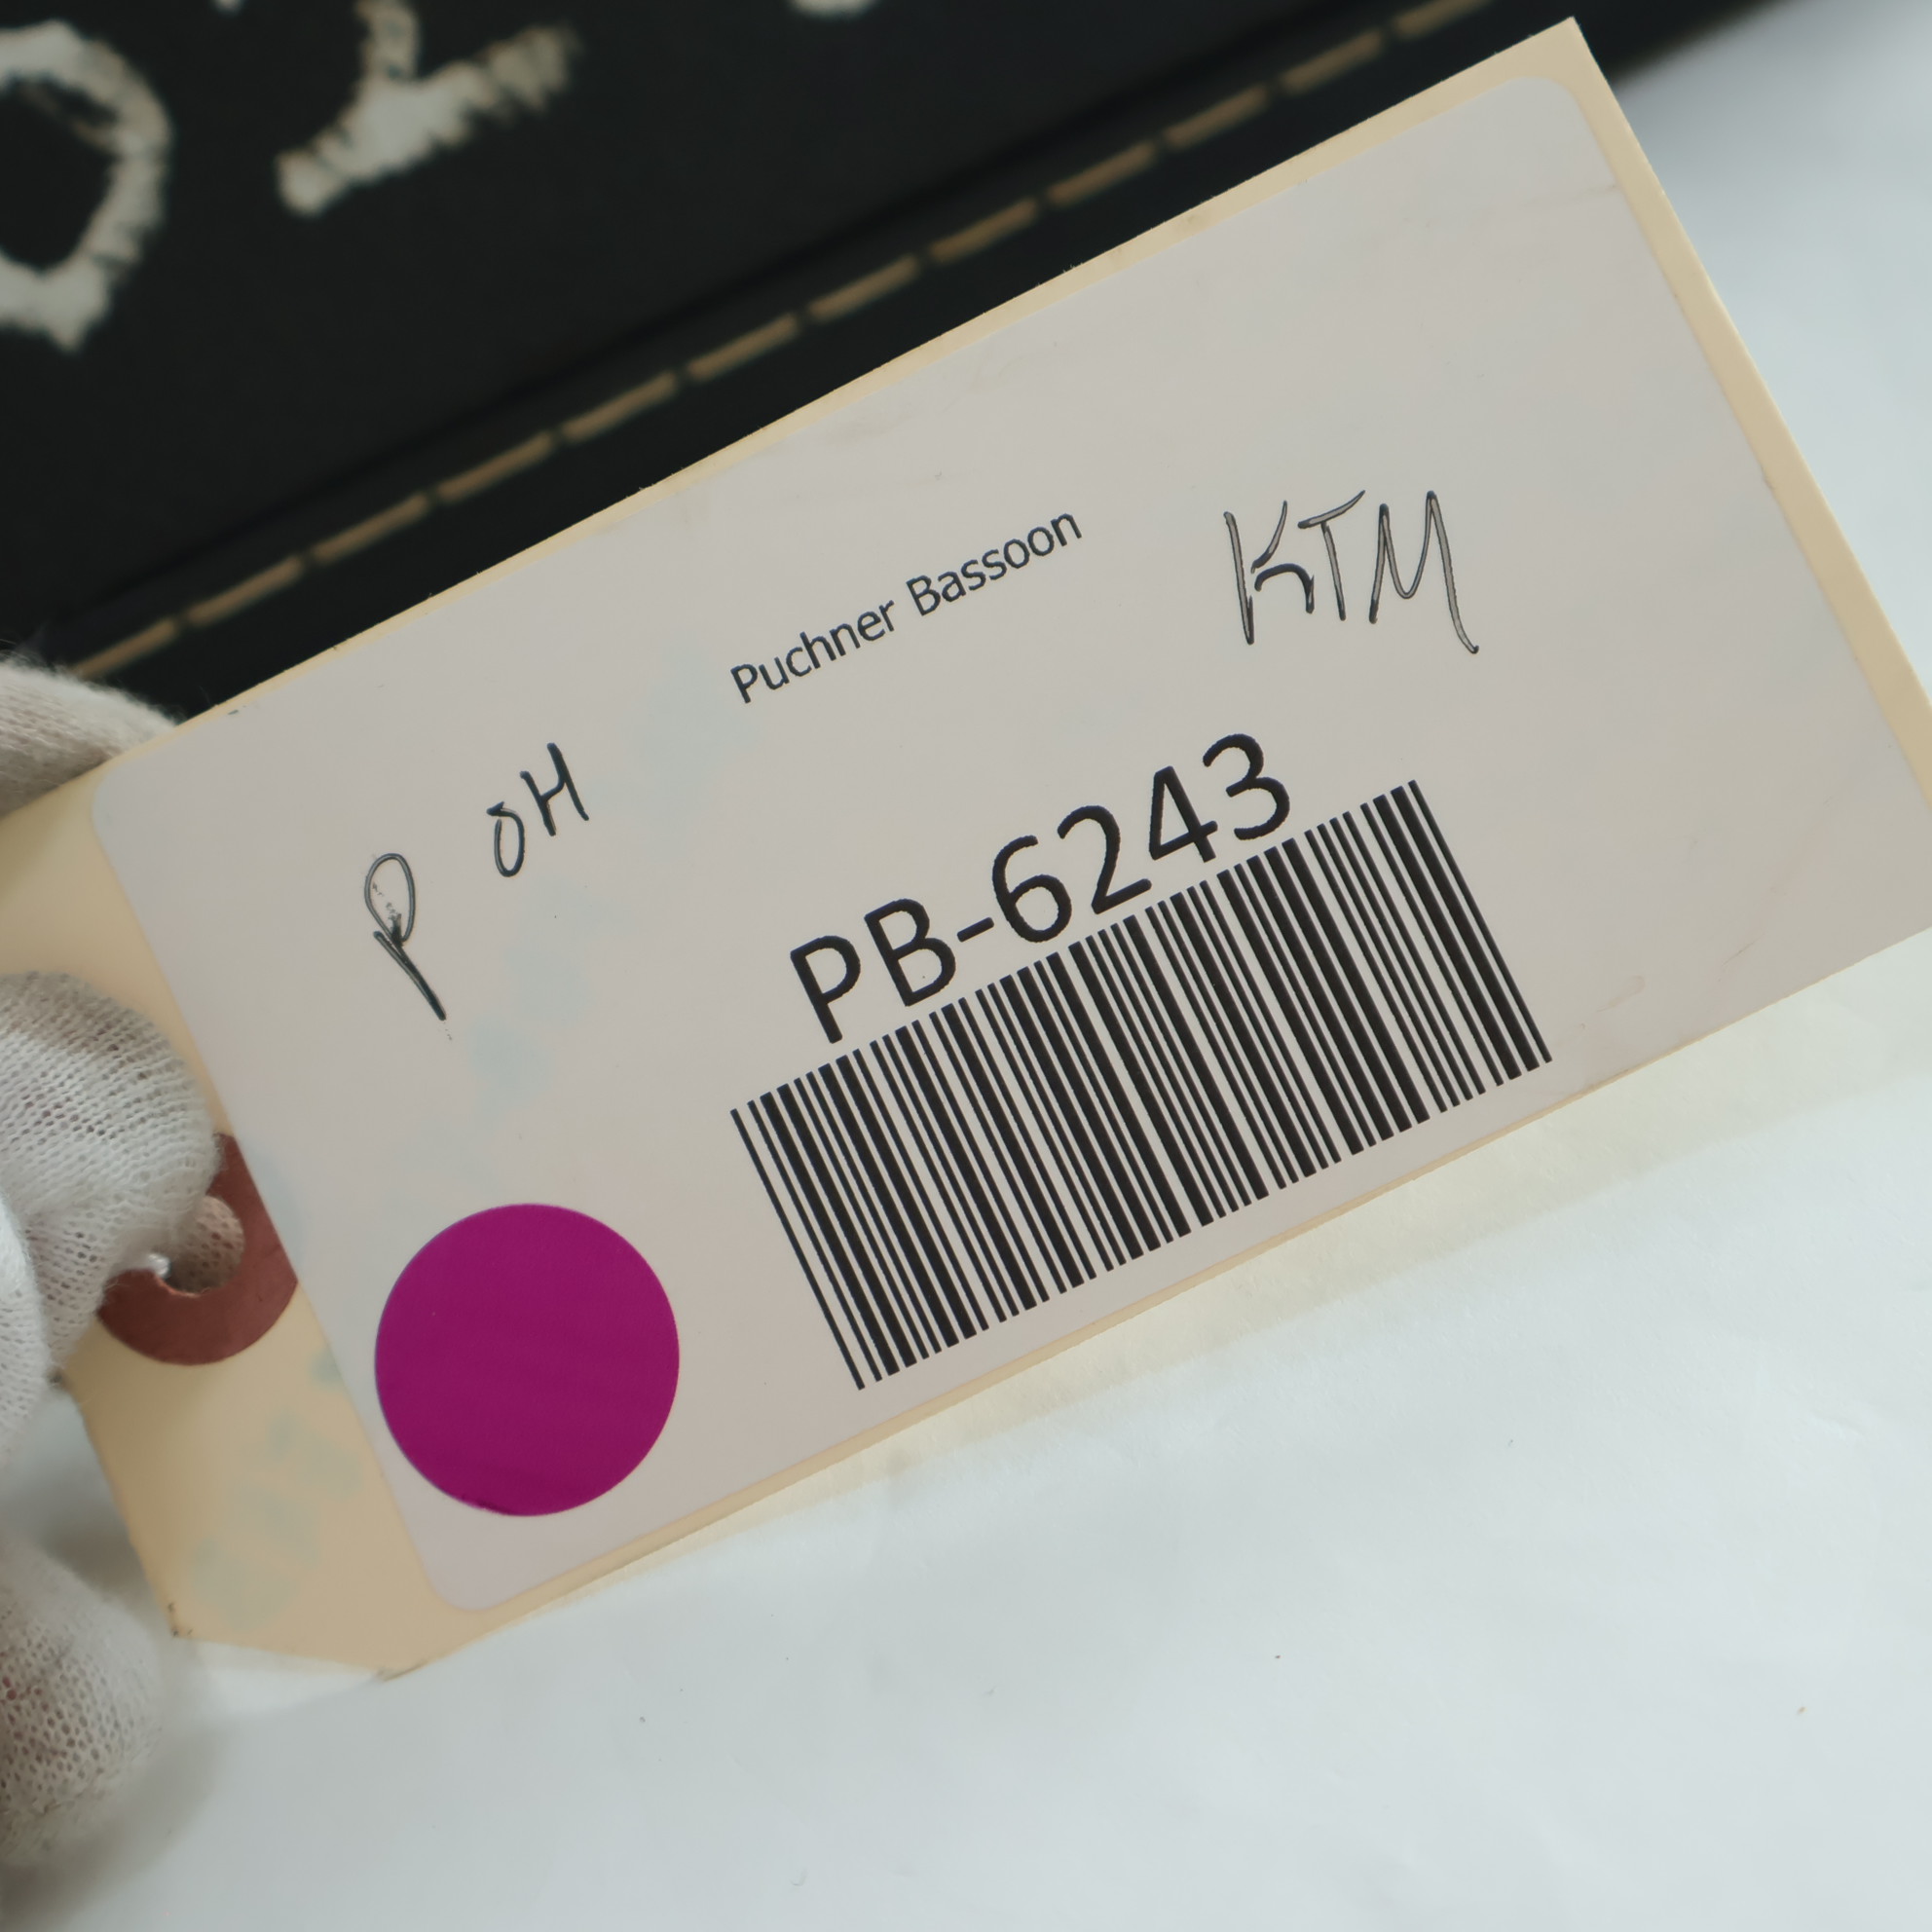 Puchner Bassoon
KTM
P OH
PB-6243